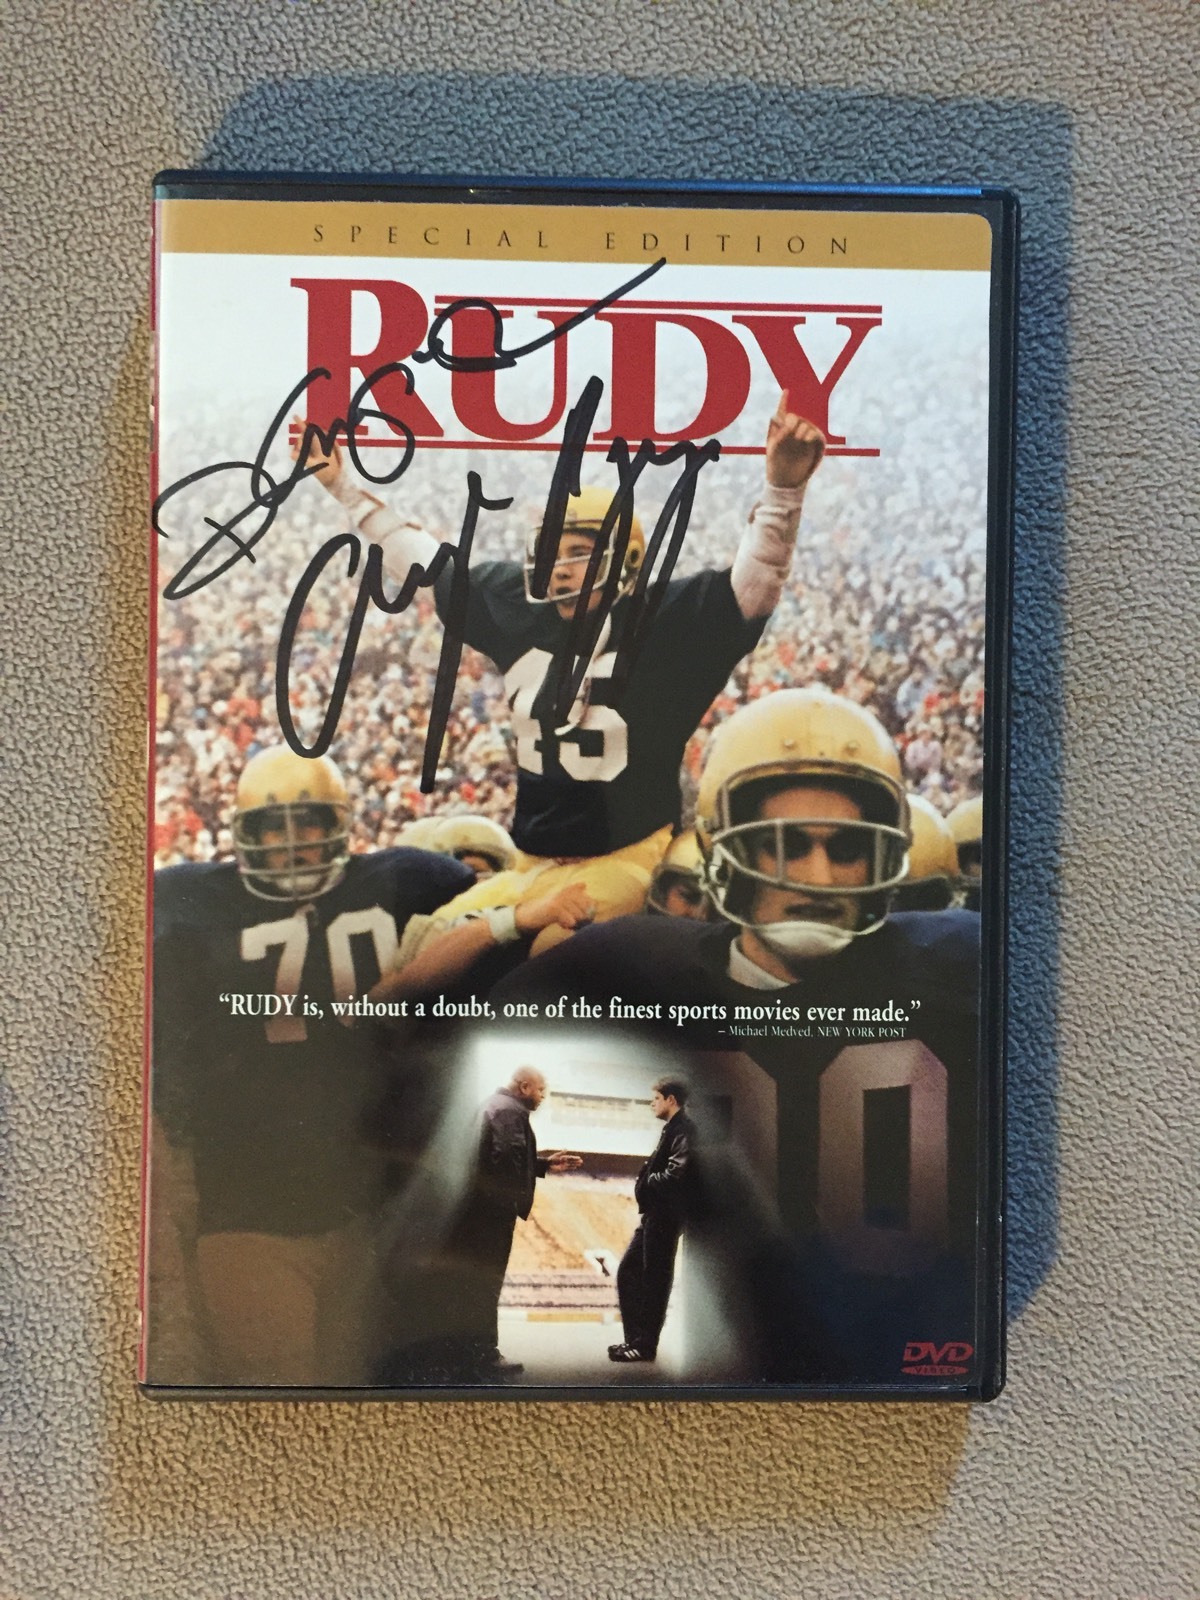 SPECIAL EDITION
RUDY
45
70
“RUDY is, without a doubt, one of the finest sports movies ever made.”
– Michael Medved, NEW YORK POST
DVD
VIDEO